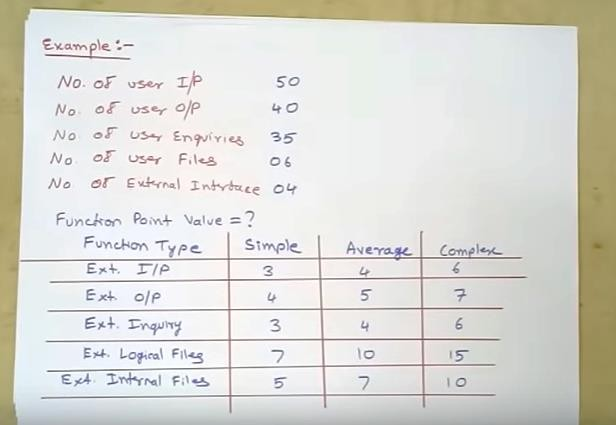 Example :-
No. of user I/P 50
No. of user O/P 40
No. of user Enquiries 35
No. of user Files 06
No of External Interface 04
Function Point Value = ?
Function Type Simple Average Complex
Ext. I/P 3 4 6
Ext. O/P 4 5 7
Ext. Inquiry 3 4 6
Ext. Logical Files 7 10 15
Ext. Internal Files 5 7 10